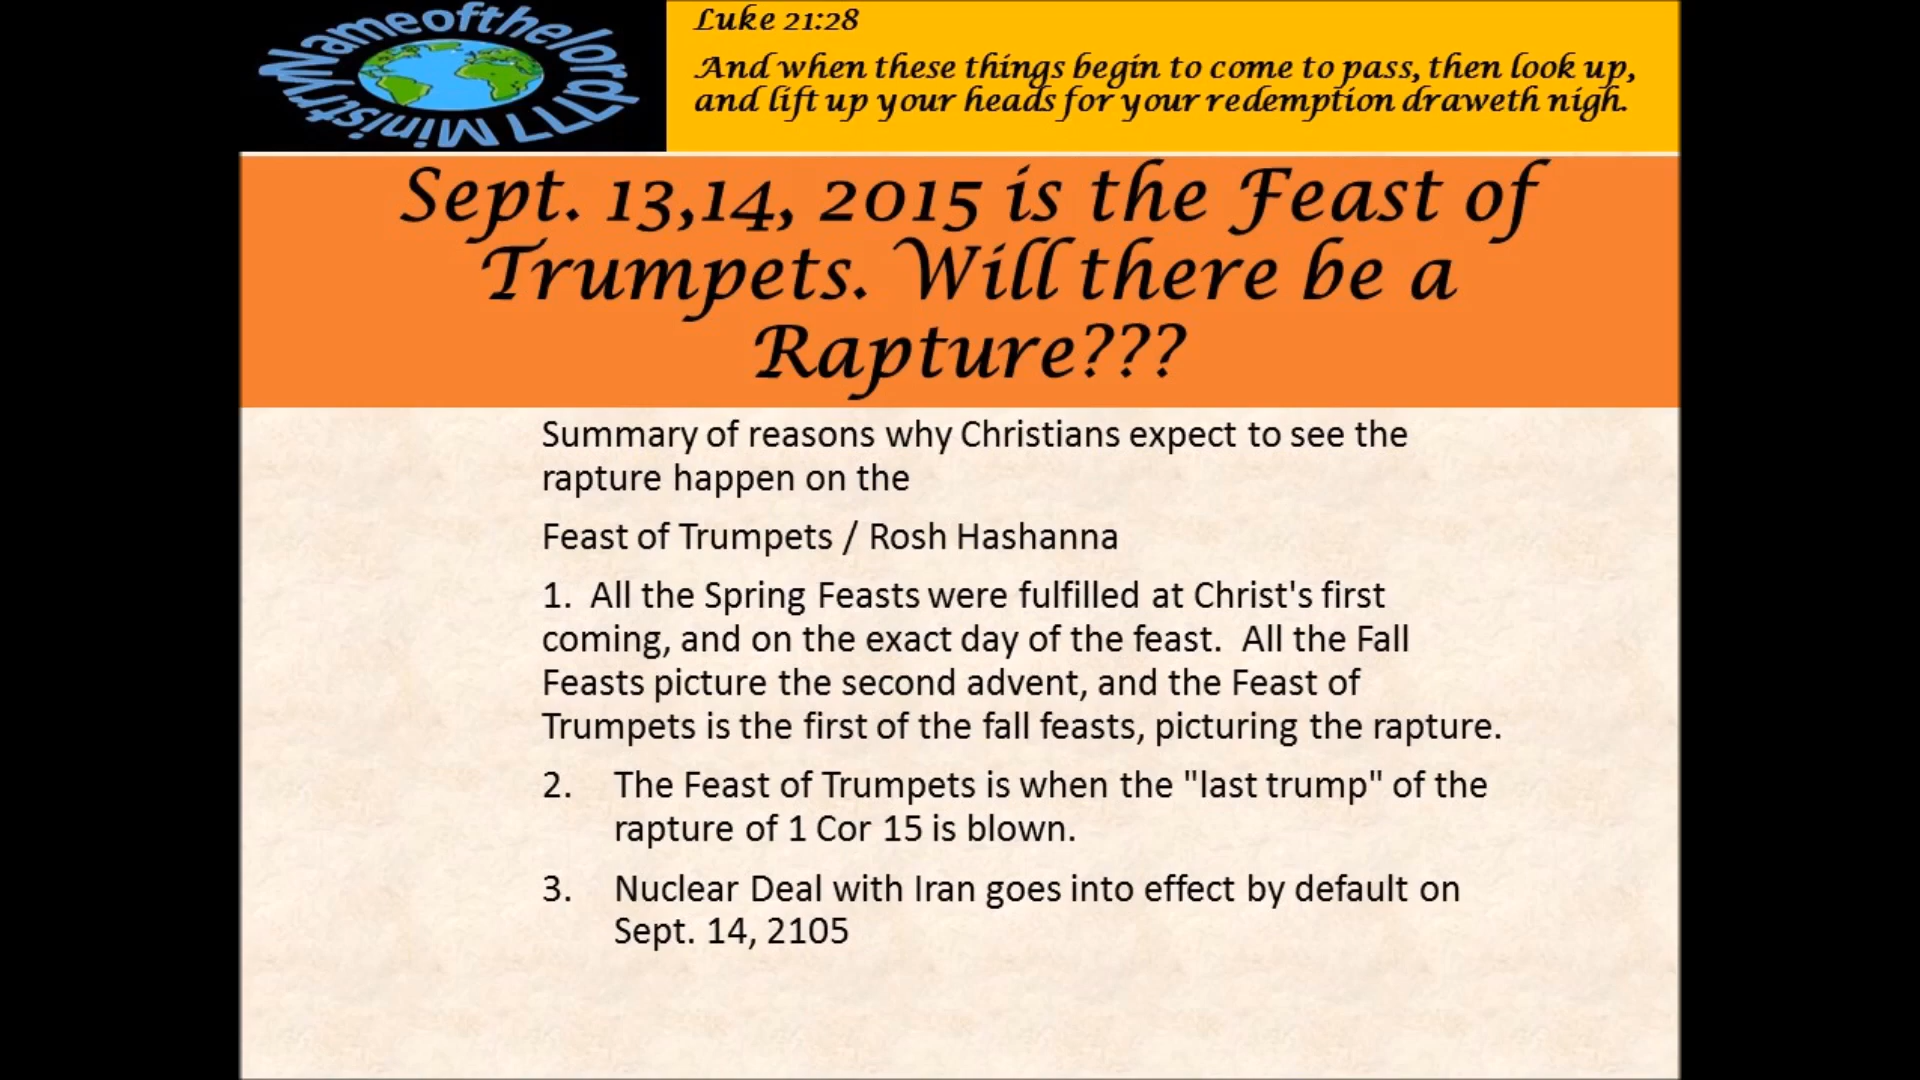 Nameofthelord777 Ministry
Luke 21:28
And when these things begin to come to pass, then look up,
and lift up your heads for your redemption draweth nigh.
Sept. 13,14, 2015 is the Feast of
Trumpets. Will there be a
Rapture???
Summary of reasons why Christians expect to see the
rapture happen on the
Feast of Trumpets / Rosh Hashanna
1. All the Spring Feasts were fulfilled at Christ's first
coming, and on the exact day of the feast. All the Fall
Feasts picture the second advent, and the Feast of
Trumpets is the first of the fall feasts, picturing the rapture.
2. The Feast of Trumpets is when the "last trump" of the
rapture of 1 Cor 15 is blown.
3. Nuclear Deal with Iran goes into effect by default on
Sept. 14, 2105